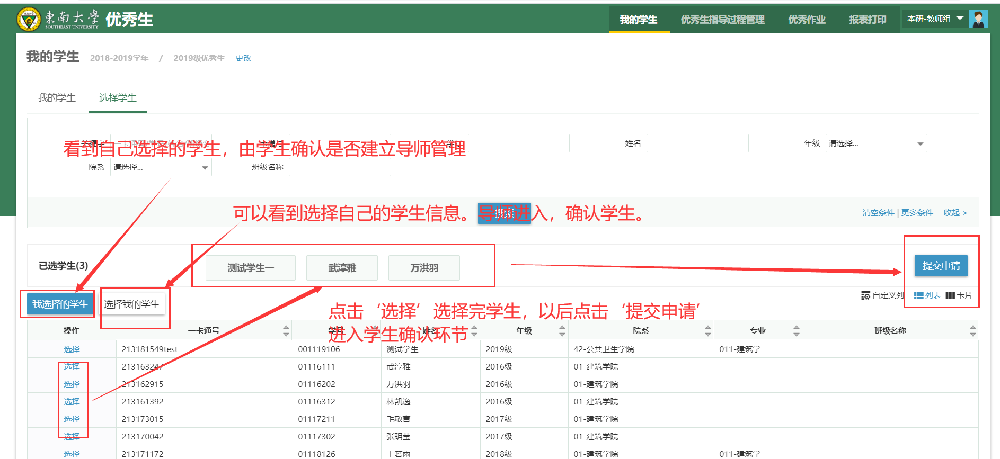 東南大學
SOUTHEAST UNIVERSITY
优秀生
我的学生 优秀生指导过程管理 优秀作业 报表打印 本研-教师组
我的学生 2018-2019学年 / 2019级优秀生 更改
我的学生 选择学生
关键字 一卡通号 学号 姓名 年级 请选择...
看到自己选择的学生，由学生确认是否建立导师管理
院系 请选择... 班级名称
可以看到选择自己的学生信息。导师进入，确认学生。
搜索 清空条件 | 更多条件 收起 >
已选学生(3) 测试学生一 武淳雅 万洪羽 提交申请
我选择的学生 选择我的学生 自定义列 列表 卡片
点击‘选择’选择完学生，以后点击‘提交申请’
进入学生确认环节
操作 一卡通号 学号 姓名 年级 院系 专业 班级名称
选择 213181549test 001119106 测试学生一 2019级 42-公共卫生学院 011-建筑学
选择 213163247 01116111 武淳雅 2016级 01-建筑学院
选择 213162915 01116202 万洪羽 2016级 01-建筑学院
选择 213161392 01116312 林凯逸 2016级 01-建筑学院
选择 213173015 01117211 毛敬言 2017级 01-建筑学院
选择 213170042 01117302 张玥莹 2017级 01-建筑学院
选择 213171172 01118126 王箬雨 2018级 01-建筑学院 011-建筑学